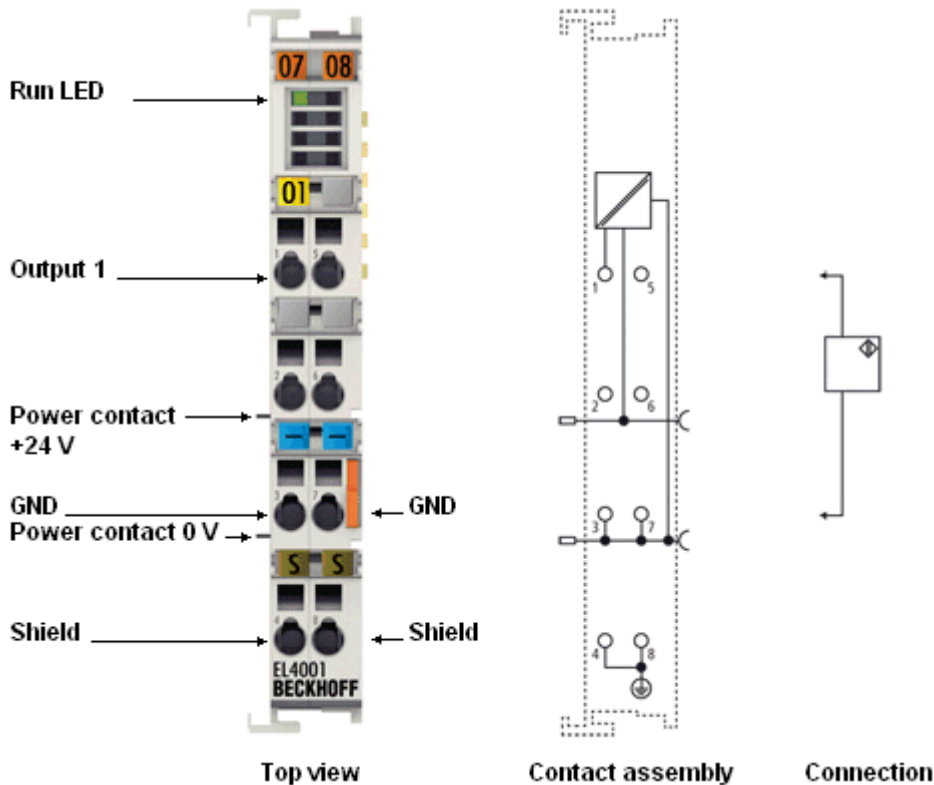 07 08
Run LED
01
1 5
Output 1
1 5
2 6
2 6
Power contact
+24 V
GND
GND
3 7
3 7
Power contact 0 V
S S
Shield
Shield
4 8
4 8
EL4001
BECKHOFF
Top view
Contact assembly
Connection